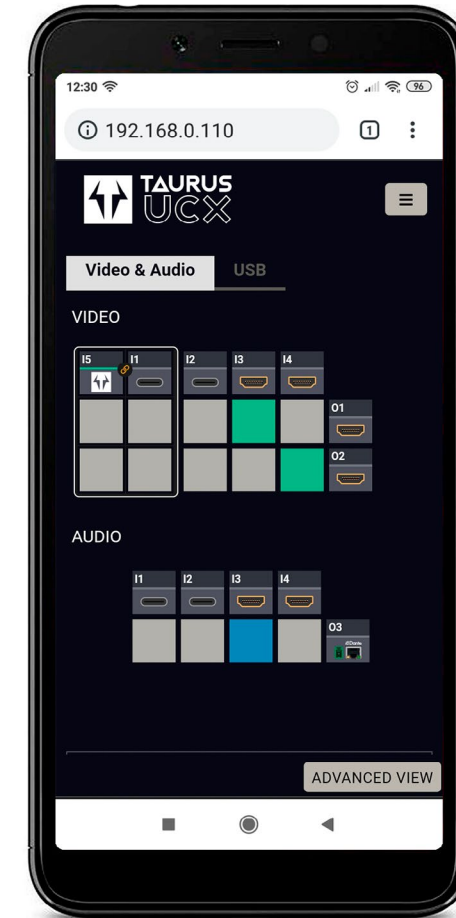 12:30
96
192.168.0.110
1
TAURUS
UCX
Video & Audio
USB
VIDEO
I5 I1 I2 I3 I4
O1
O2
AUDIO
I1 I2 I3 I4
O3
Dante
ADVANCED VIEW